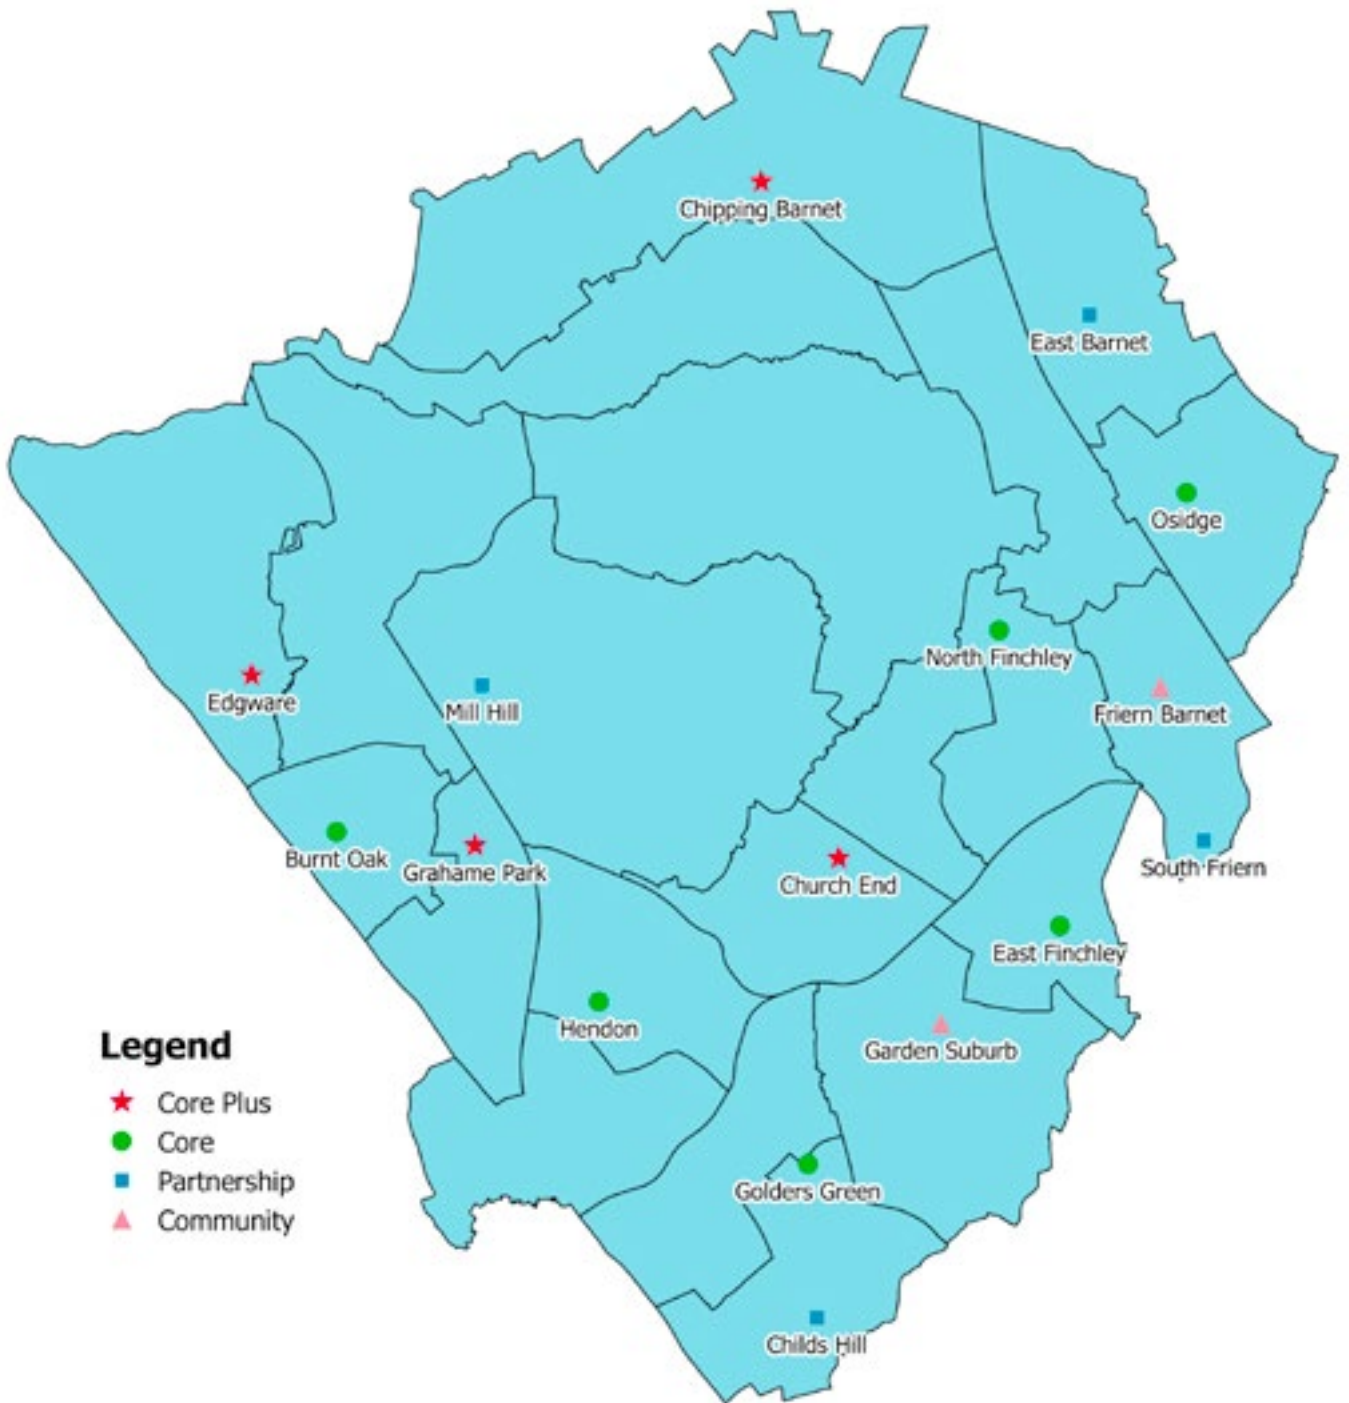 Chipping Barnet
East Barnet
Osidge
North Finchley
Edgware
Mill Hill
Friern Barnet
Burnt Oak
Grahame Park
Church End
South Friern
East Finchley
Hendon
Garden Suburb
Legend
Core Plus
Core
Partnership
Community
Golders Green
Childs Hill